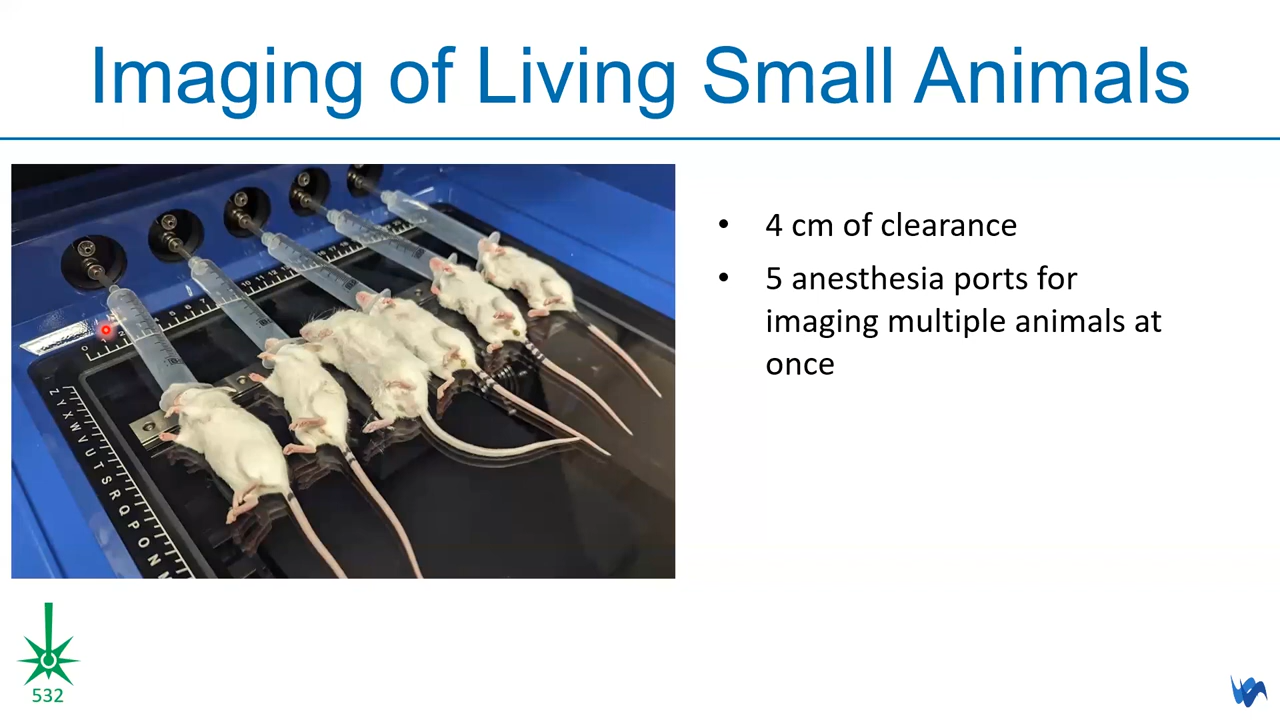 Imaging of Living Small Animals
• 4 cm of clearance
• 5 anesthesia ports for
imaging multiple animals at
once
Z Y X W V U T S R Q P O N M
532